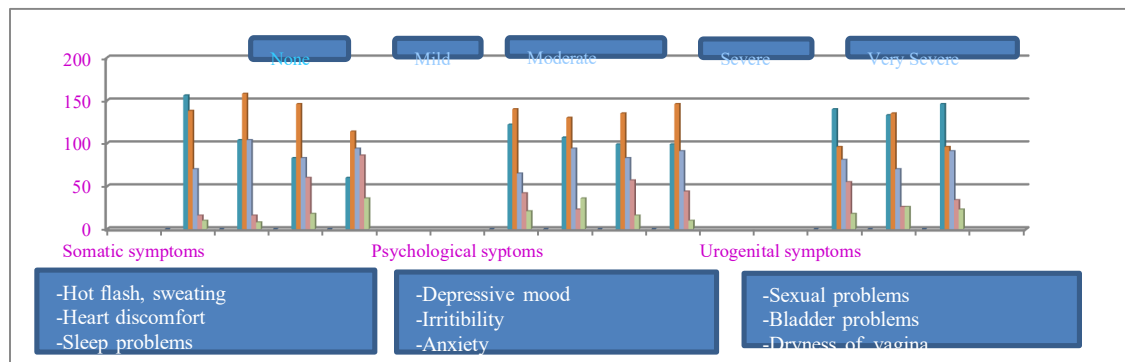 None Mild Moderate Severe Very Severe
200
150
100
50
0
Somatic symptoms Psychological syptoms Urogenital symptoms
-Hot flash, sweating
-Heart discomfort
-Sleep problems
-Depressive mood
-Irritibility
-Anxiety
-Sexual problems
-Bladder problems
-Dryness of vagina